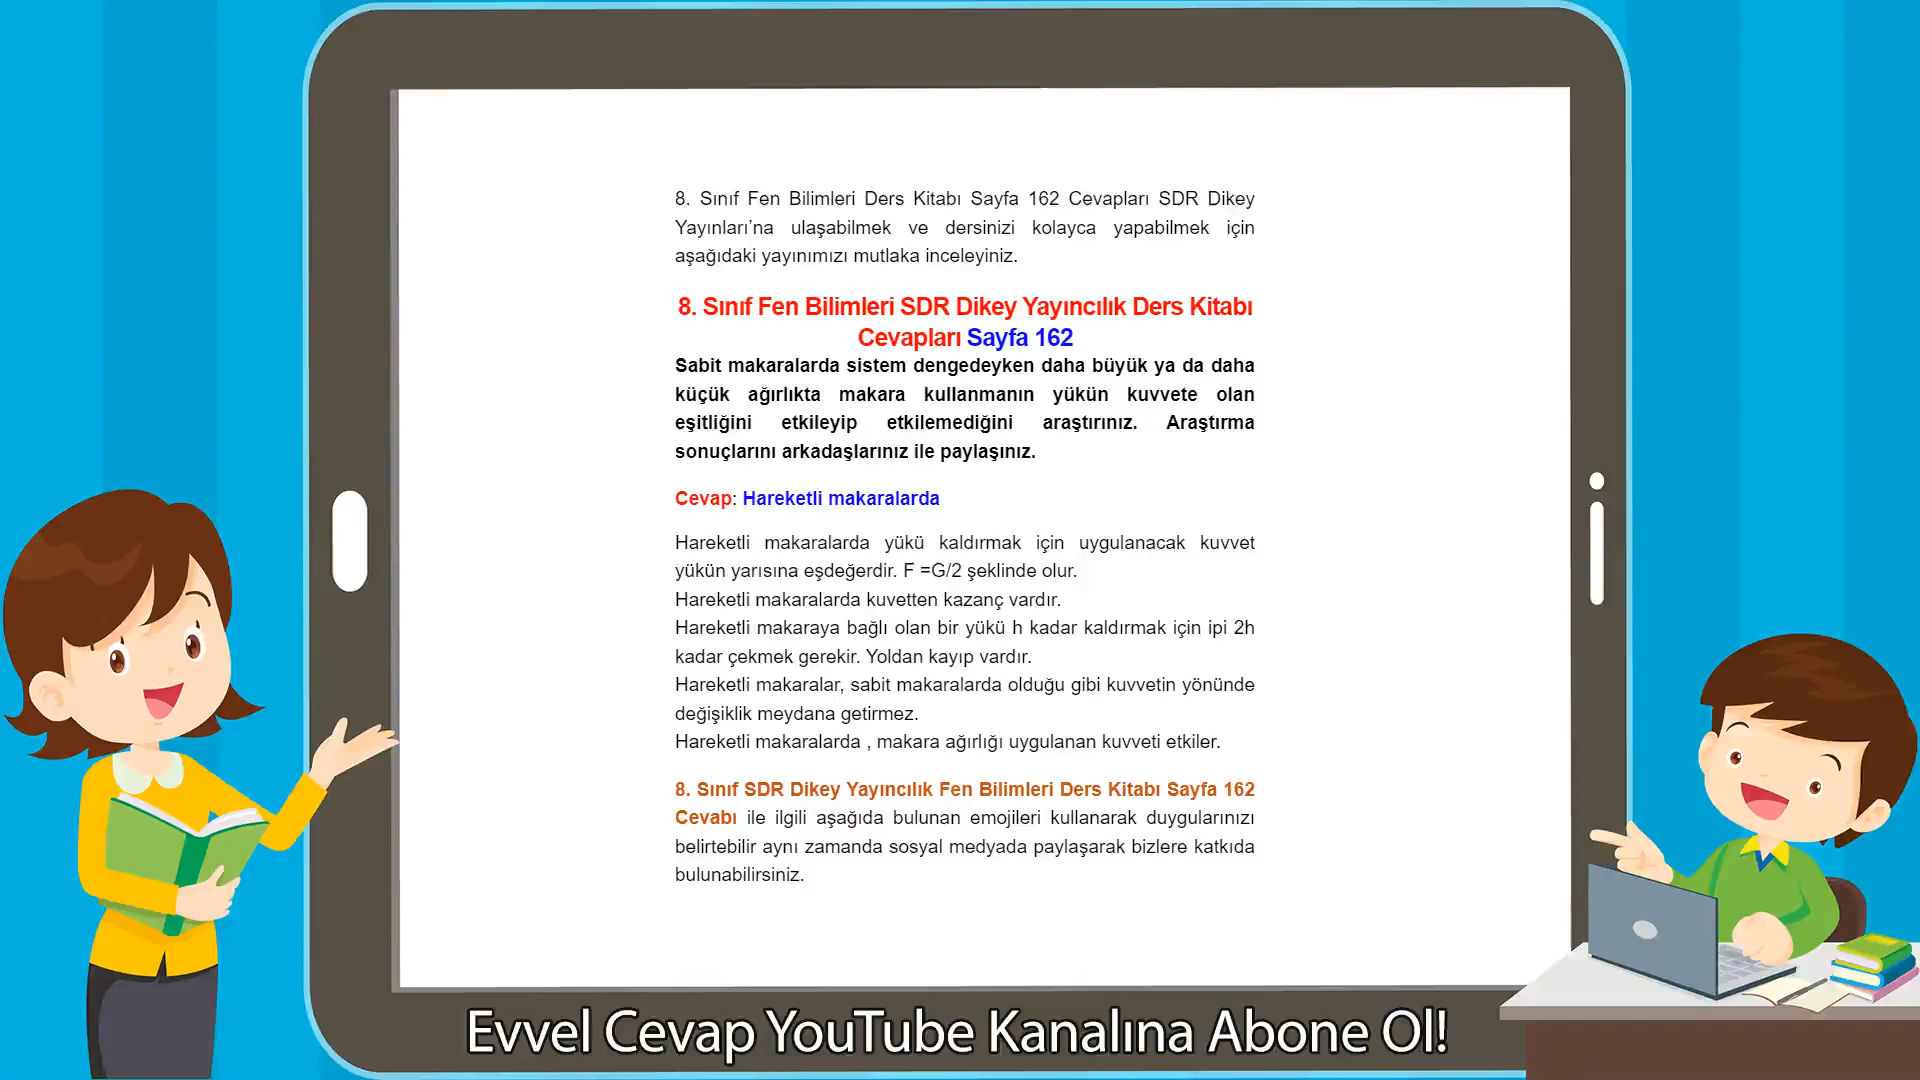 8. Sınıf Fen Bilimleri Ders Kitabı Sayfa 162 Cevapları SDR Dikey
Yayınları’na ulaşabilmek ve dersinizi kolayca yapabilmek için
aşağıdaki yayınımızı mutlaka inceleyiniz.
8. Sınıf Fen Bilimleri SDR Dikey Yayıncılık Ders Kitabı
Cevapları Sayfa 162
Sabit makaralarda sistem dengedeyken daha büyük ya da daha
küçük ağırlıkta makara kullanmanın yükün kuvvete olan
eşitliğini etkileyip etkilemediğini araştırınız. Araştırma
sonuçlarını arkadaşlarınız ile paylaşınız.
Cevap: Hareketli makaralarda
Hareketli makaralarda yükü kaldırmak için uygulanacak kuvvet
yükün yarısına eşdeğerdir. F =G/2 şeklinde olur.
Hareketli makaralarda kuvetten kazanç vardır.
Hareketli makaraya bağlı olan bir yükü h kadar kaldırmak için ipi 2h
kadar çekmek gerekir. Yoldan kayıp vardır.
Hareketli makaralar, sabit makaralarda olduğu gibi kuvvetin yönünde
değişiklik meydana getirmez.
Hareketli makaralarda , makara ağırlığı uygulanan kuvveti etkiler.
8. Sınıf SDR Dikey Yayıncılık Fen Bilimleri Ders Kitabı Sayfa 162
Cevabı ile ilgili aşağıda bulunan emojileri kullanarak duygularınızı
belirtebilir aynı zamanda sosyal medyada paylaşarak bizlere katkıda
bulunabilirsiniz.
Evvel Cevap YouTube Kanalına Abone Ol!